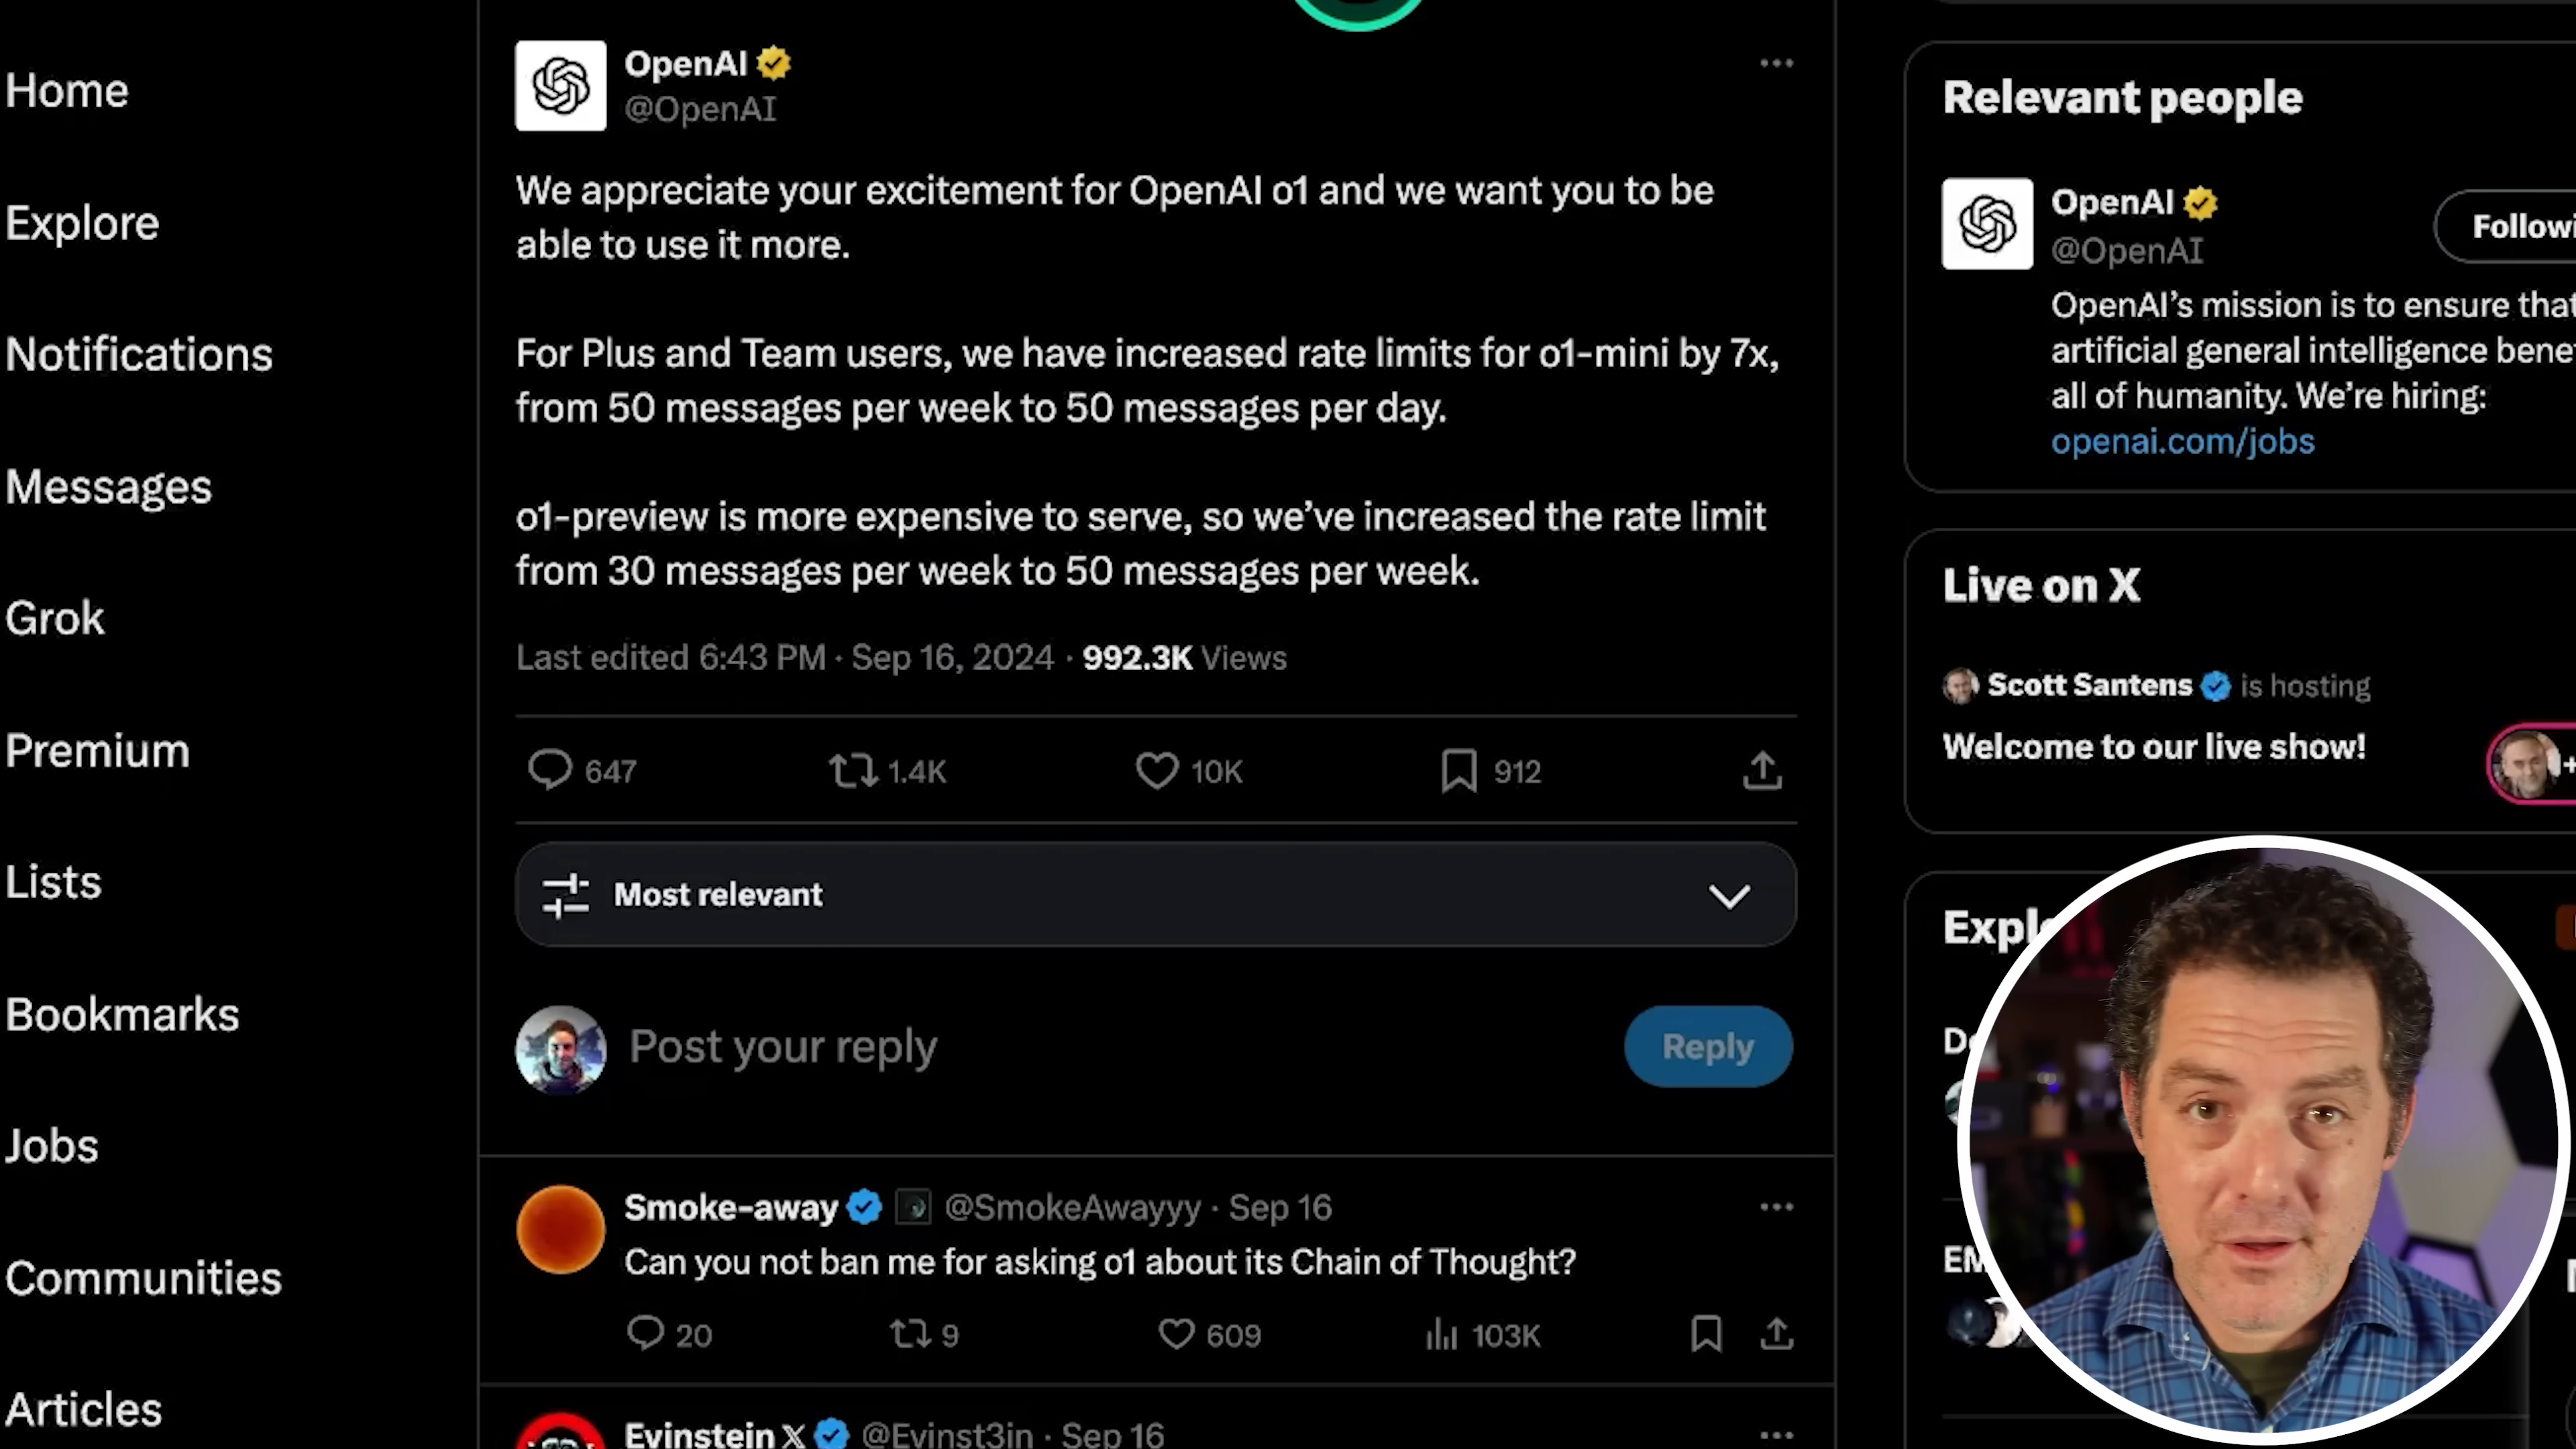 Home
Explore
Notifications
Messages
Grok
Premium
Lists
Bookmarks
Jobs
Communities
Articles
OpenAI
@OpenAI
We appreciate your excitement for OpenAI o1 and we want you to be
able to use it more.
For Plus and Team users, we have increased rate limits for o1-mini by 7x,
from 50 messages per week to 50 messages per day.
o1-preview is more expensive to serve, so we’ve increased the rate limit
from 30 messages per week to 50 messages per week.
Last edited 6:43 PM · Sep 16, 2024 · 992.3K Views
647 1.4K 10K 912
Most relevant
Post your reply
Reply
Smoke-away @SmokeAwayyy · Sep 16
Can you not ban me for asking o1 about its Chain of Thought?
20 9 609 103K
Evinstein X @Evinst3in · Sep 16
Relevant people
OpenAI
@OpenAI
Followi
OpenAI’s mission is to ensure that
artificial general intelligence bene
all of humanity. We’re hiring:
openai.com/jobs
Live on X
Scott Santens is hosting
Welcome to our live show!
+
Expl